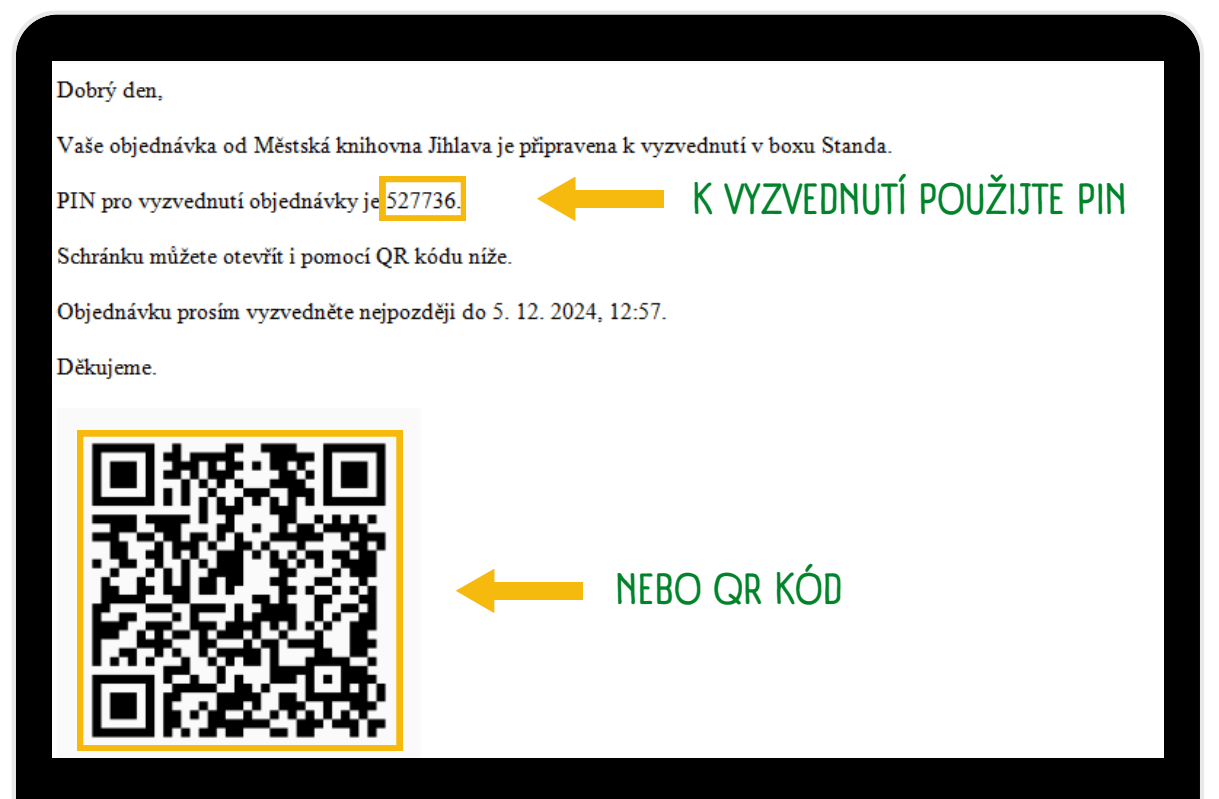 Dobrý den,
Vaše objednávka od Městská knihovna Jihlava je připravena k vyzvednutí v boxu Standa.
PIN pro vyzvednutí objednávky je 527736.
K VYZVEDNUTÍ POUŽIJTE PIN
Schránku můžete otevřít i pomocí QR kódu níže.
Objednávku prosím vyzvedněte nejpozději do 5. 12. 2024, 12:57.
Děkujeme.
NEBO QR KÓD